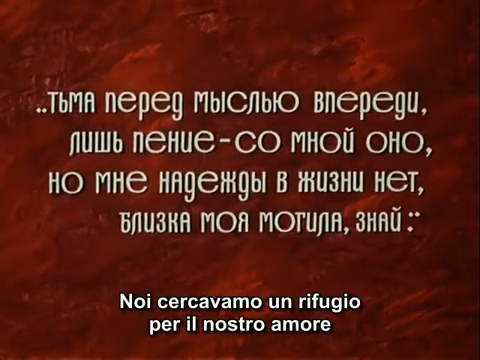 ..тьма перед мыслью впереди,
лишь пение-со мной оно,
но мне надежды в жизни нет,
близка моя могила, знай:·
Noi cercavamo un rifugio
per il nostro amore